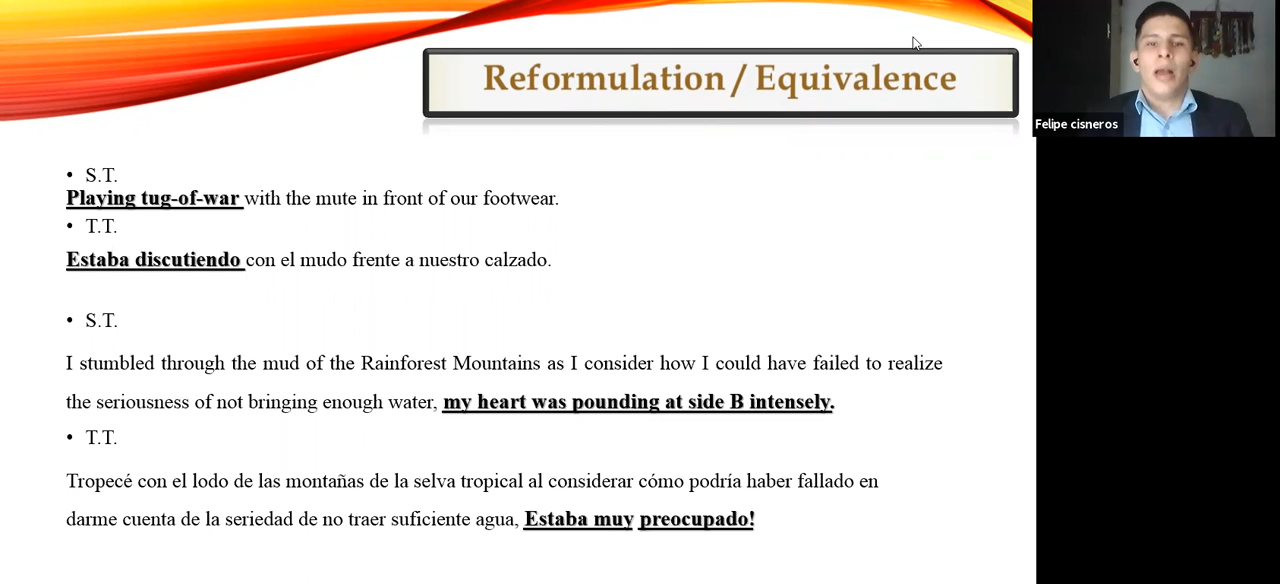 Reformulation / Equivalence
Felipe cisneros
• S.T.
Playing tug-of-war with the mute in front of our footwear.
• T.T.
Estaba discutiendo con el mudo frente a nuestro calzado.
• S.T.
I stumbled through the mud of the Rainforest Mountains as I consider how I could have failed to realize
the seriousness of not bringing enough water, my heart was pounding at side B intensely.
• T.T.
Tropecé con el lodo de las montañas de la selva tropical al considerar cómo podría haber fallado en
darme cuenta de la seriedad de no traer suficiente agua, Estaba muy preocupado!